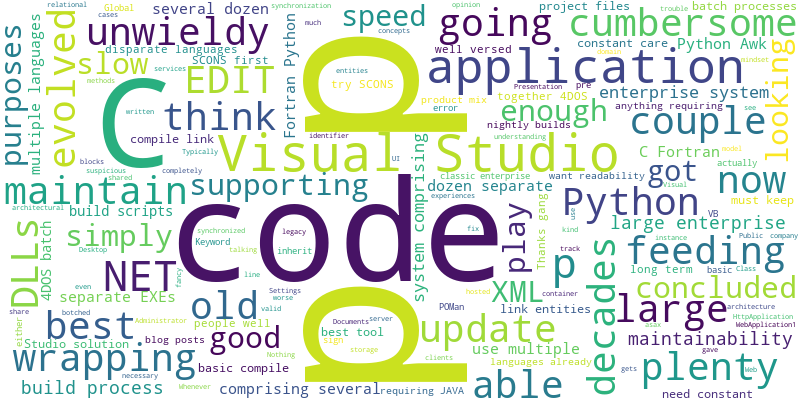 relational
cases
Global
synchronization
much
opinion
trouble
project files
batch processes
several dozen
disparate languages
SCONS first
concepts
unwieldy
speed
going
cumbersome
well versed
constant care
Python Awk
domain
mindset
purposes
multiple languages
evolved
slow
methods
services
EDIT
Fortran Python
q
entities
try SCONS
application
product mix
Presentation
pre
enterprise system
together 4DOS
error
nightly builds
anything requiring
looking
C
written
think
compile link
identifier
enough
couple
blocks
suspicious
Typically
completely
shared
Visual Studio
UI
understanding
C Fortran
see
model
actually
classic enterprise
want readability
got
now
maintain
supporting
dozen separate
experiences
Visual
must keep
architectural
build scripts
code
system comprising
play
Python
VB
large enterprise
DLLs
4DOS batch
simply
synchronized
legacy
Keyword
inherit
talking
fix
Thanks gang
kind
use
track
instance
Public
company
feeding
Desktop
NET
line
p
decades
long term
basic
Class
even
separate EXEs
fancy
Settings
worse
valid
q
XML
hosted
container
concluded
share
botched
old
Documents
server
POMan
link entities
large
architecture
HttpApplication
WebApplication1
asax
either
best
Administrator
people well
good
sign
best tool
update
maintainability
Studio solution
blog posts
Nothing
storage
use multiple
gave
wrapping
necessary
basic compile
clients
languages already
gets
Web
plenty
build process
Whenever
comprising several
requiring JAVA
able
need constant